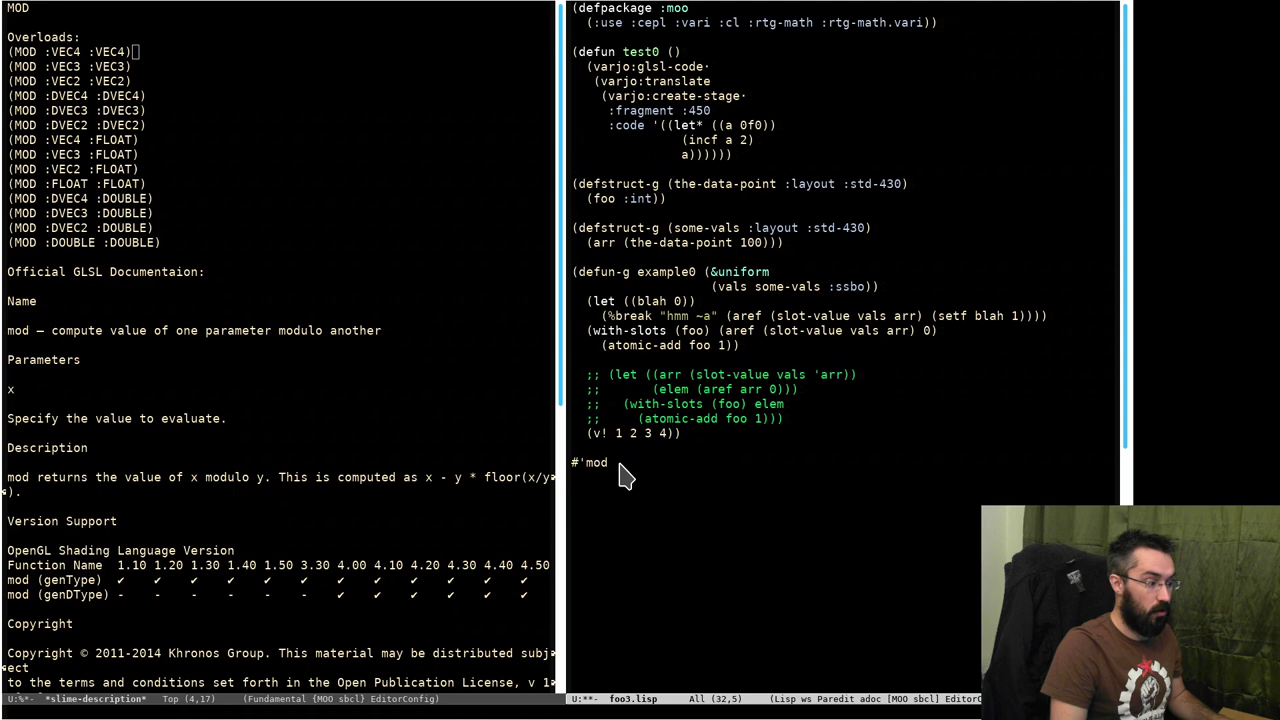 MOD
Overloads:
(MOD :VEC4 :VEC4)
(MOD :VEC3 :VEC3)
(MOD :VEC2 :VEC2)
(MOD :DVEC4 :DVEC4)
(MOD :DVEC3 :DVEC3)
(MOD :DVEC2 :DVEC2)
(MOD :VEC4 :FLOAT)
(MOD :VEC3 :FLOAT)
(MOD :VEC2 :FLOAT)
(MOD :FLOAT :FLOAT)
(MOD :DVEC4 :DOUBLE)
(MOD :DVEC3 :DOUBLE)
(MOD :DVEC2 :DOUBLE)
(MOD :DOUBLE :DOUBLE)
Official GLSL Documentaion:
Name
mod — compute value of one parameter modulo another
Parameters
x
Specify the value to evaluate.
Description
mod returns the value of x modulo y. This is computed as x - y * floor(x/y
).
Version Support
OpenGL Shading Language Version
Function Name 1.10 1.20 1.30 1.40 1.50 3.30 4.00 4.10 4.20 4.30 4.40 4.50
mod (genType) ✔ ✔ ✔ ✔ ✔ ✔ ✔ ✔ ✔ ✔ ✔ ✔
mod (genDType) - - - - - - ✔ ✔ ✔ ✔ ✔ ✔
Copyright
Copyright © 2011-2014 Khronos Group. This material may be distributed subj
ect
to the terms and conditions set forth in the Open Publication License, v 1
U:%*- *slime-description* Top (4,17) (Fundamental {MOO sbcl} EditorConfig)
(defpackage :moo
(:use :cepl :vari :cl :rtg-math :rtg-math.vari))
(defun test0 ()
(varjo:glsl-code·
(varjo:translate
(varjo:create-stage·
:fragment :450
:code '((let* ((a 0f0))
(incf a 2)
a))))))
(defstruct-g (the-data-point :layout :std-430)
(foo :int))
(defstruct-g (some-vals :layout :std-430)
(arr (the-data-point 100)))
(defun-g example0 (&uniform
(vals some-vals :ssbo))
(let ((blah 0))
(%break "hmm ~a" (aref (slot-value vals arr) (setf blah 1))))
(with-slots (foo) (aref (slot-value vals arr) 0)
(atomic-add foo 1))
;; (let ((arr (slot-value vals 'arr))
;; (elem (aref arr 0)))
;; (with-slots (foo) elem
;; (atomic-add foo 1)))
(v! 1 2 3 4))
#'mod
U:**- foo3.lisp All (32,5) (Lisp ws Paredit adoc [MOO sbcl] EditorC